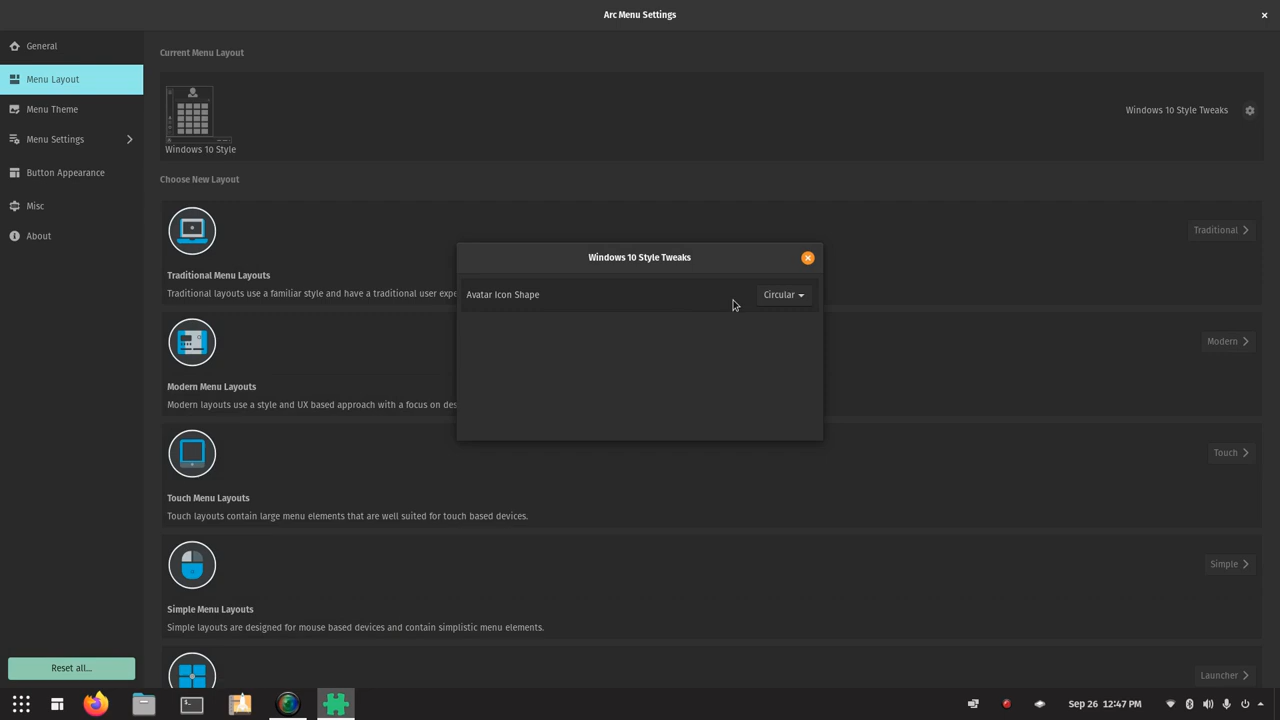 Arc Menu Settings
General
Menu Layout
Menu Theme
Menu Settings
Button Appearance
Misc
About
Reset all...
Current Menu Layout
Windows 10 Style
Windows 10 Style Tweaks
Choose New Layout
Traditional
Traditional Menu Layouts
Traditional layouts use a familiar style and have a traditional user expe
Modern
Modern Menu Layouts
Modern layouts use a style and UX based approach with a focus on des
Touch
Touch Menu Layouts
Touch layouts contain large menu elements that are well suited for touch based devices.
Simple
Simple Menu Layouts
Simple layouts are designed for mouse based devices and contain simplistic menu elements.
Launcher
Windows 10 Style Tweaks
Avatar Icon Shape
Circular
Sep 26 12:47 PM